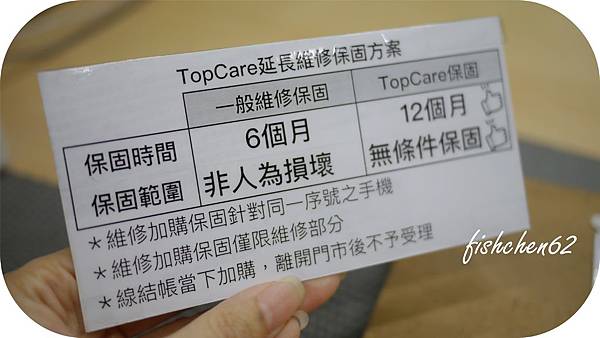 TopCare延長維修保固方案
一般維修保固 TopCare保固
保固時間 6個月 12個月
保固範圍 非人為損壞 無條件保固
＊維修加購保固針對同一序號之手機
＊維修加購保固僅限維修部分
＊線結帳當下加購，離開門市後不予受理
fishchen62